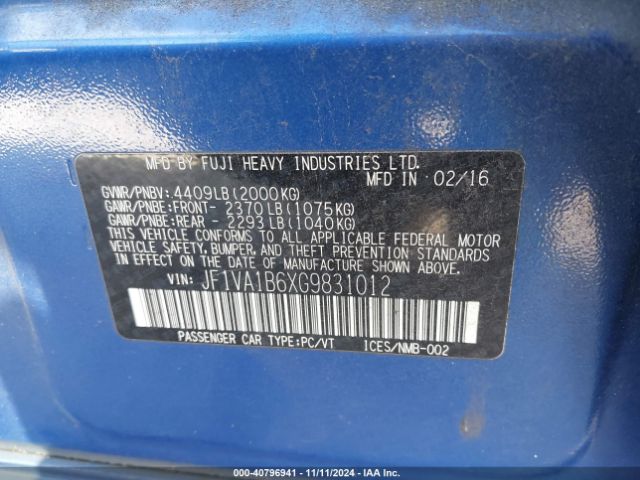 MFD BY FUJI HEAVY INDUSTRIES LTD.
MFD IN 02/16
GVWR/PNBV: 4409LB(2000KG)
GAWR/PNBE:FRONT- 2370LB(1075KG)
GAWR/PNBE:REAR - 2293LB(1040KG)
THIS VEHICLE CONFORMS TO ALL APPLICABLE FEDERAL MOTOR
VEHICLE SAFETY, BUMPER, AND THEFT PREVENTION STANDARDS
IN EFFECT ON THE DATE OF MANUFACTURE SHOWN ABOVE.
VIN: JF1VA1B6XG9831012
PASSENGER CAR TYPE:PC/VT ICES/NMB-002
STOCK: 40796941 - 11/11/2024 - IAAI.COM